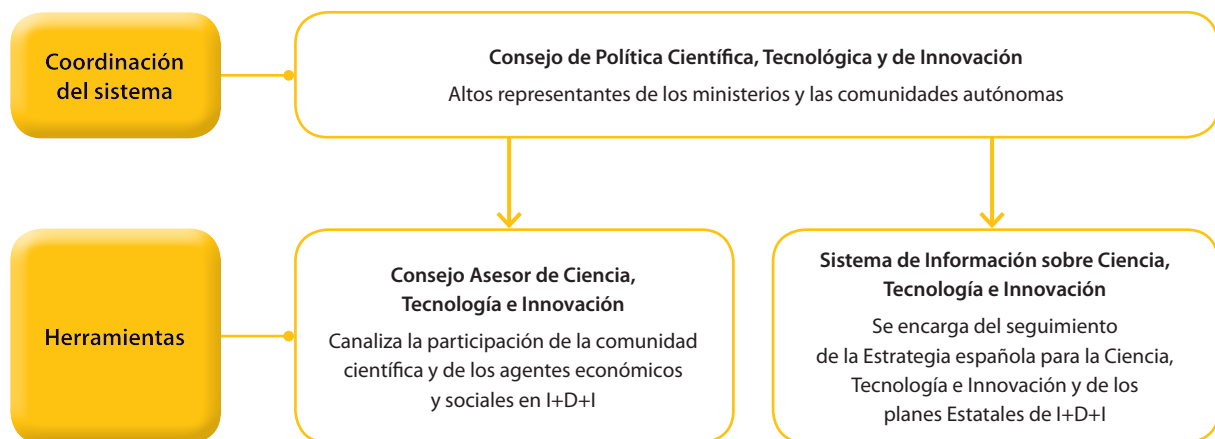 Coordinación
del sistema
Consejo de Política Científica, Tecnológica y de Innovación
Altos representantes de los ministerios y las comunidades autónomas
Herramientas
Consejo Asesor de Ciencia,
Tecnología e Innovación
Canaliza la participación de la comunidad
científica y de los agentes económicos
y sociales en I+D+I
Sistema de Información sobre Ciencia,
Tecnología e Innovación
Se encarga del seguimiento
de la Estrategia española para la Ciencia,
Tecnología e Innovación y de los
planes Estatales de I+D+I